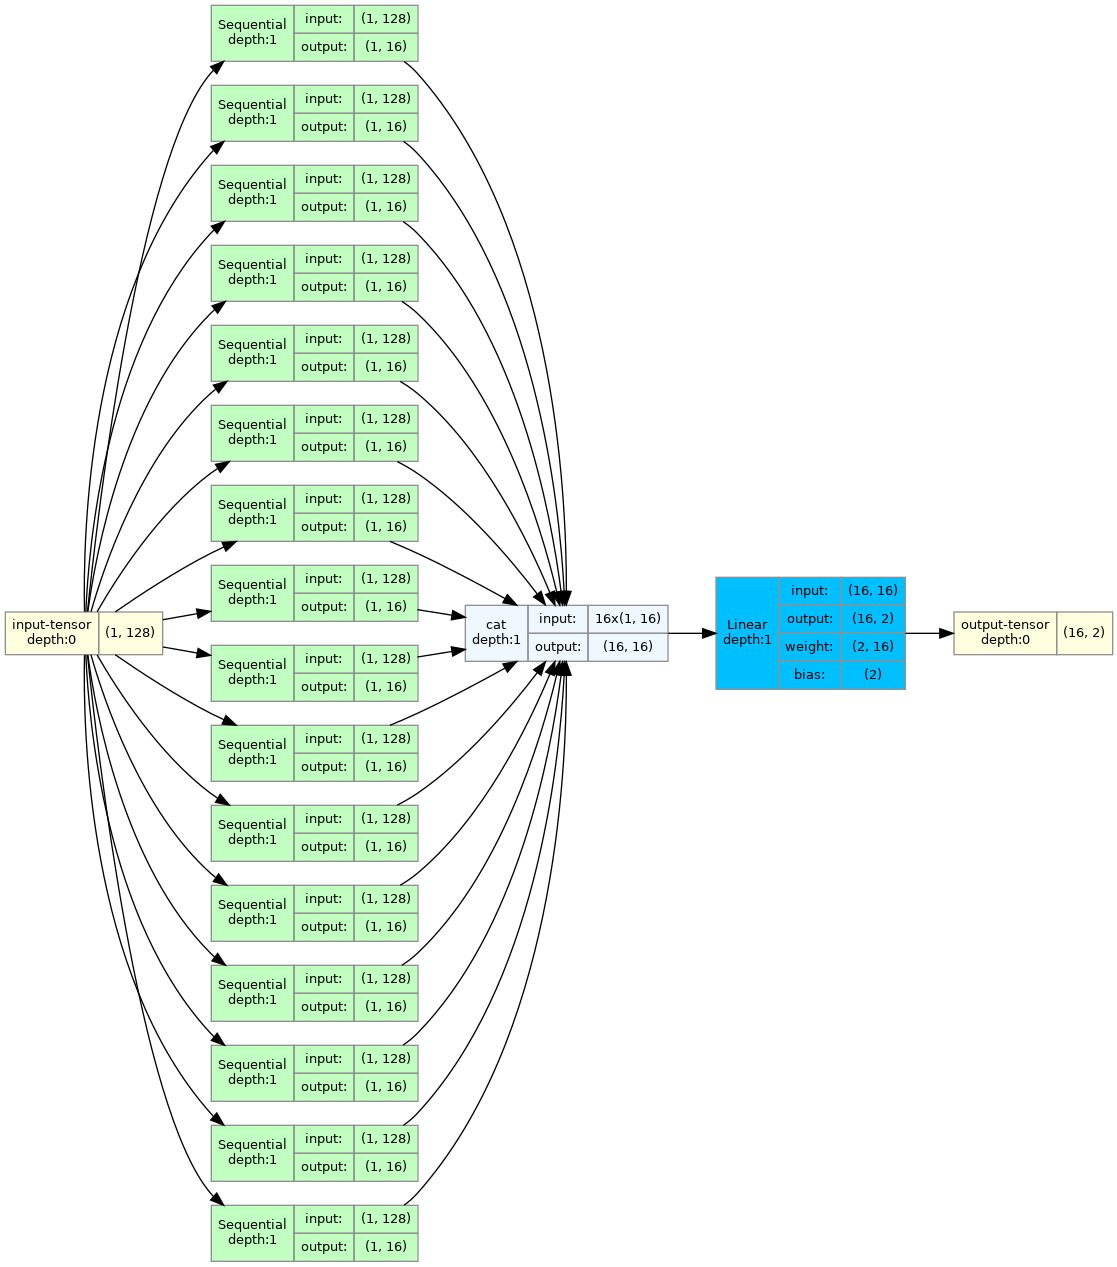 input-tensor
depth:0
(1, 128)
Sequential
depth:1
input: (1, 128)
output: (1, 16)
Sequential
depth:1
input: (1, 128)
output: (1, 16)
Sequential
depth:1
input: (1, 128)
output: (1, 16)
Sequential
depth:1
input: (1, 128)
output: (1, 16)
Sequential
depth:1
input: (1, 128)
output: (1, 16)
Sequential
depth:1
input: (1, 128)
output: (1, 16)
Sequential
depth:1
input: (1, 128)
output: (1, 16)
Sequential
depth:1
input: (1, 128)
output: (1, 16)
Sequential
depth:1
input: (1, 128)
output: (1, 16)
Sequential
depth:1
input: (1, 128)
output: (1, 16)
Sequential
depth:1
input: (1, 128)
output: (1, 16)
Sequential
depth:1
input: (1, 128)
output: (1, 16)
Sequential
depth:1
input: (1, 128)
output: (1, 16)
Sequential
depth:1
input: (1, 128)
output: (1, 16)
Sequential
depth:1
input: (1, 128)
output: (1, 16)
Sequential
depth:1
input: (1, 128)
output: (1, 16)
cat
depth:1
input: 16x(1, 16)
output: (16, 16)
Linear
depth:1
input: (16, 16)
output: (16, 2)
weight: (2, 16)
bias: (2)
output-tensor
depth:0
(16, 2)